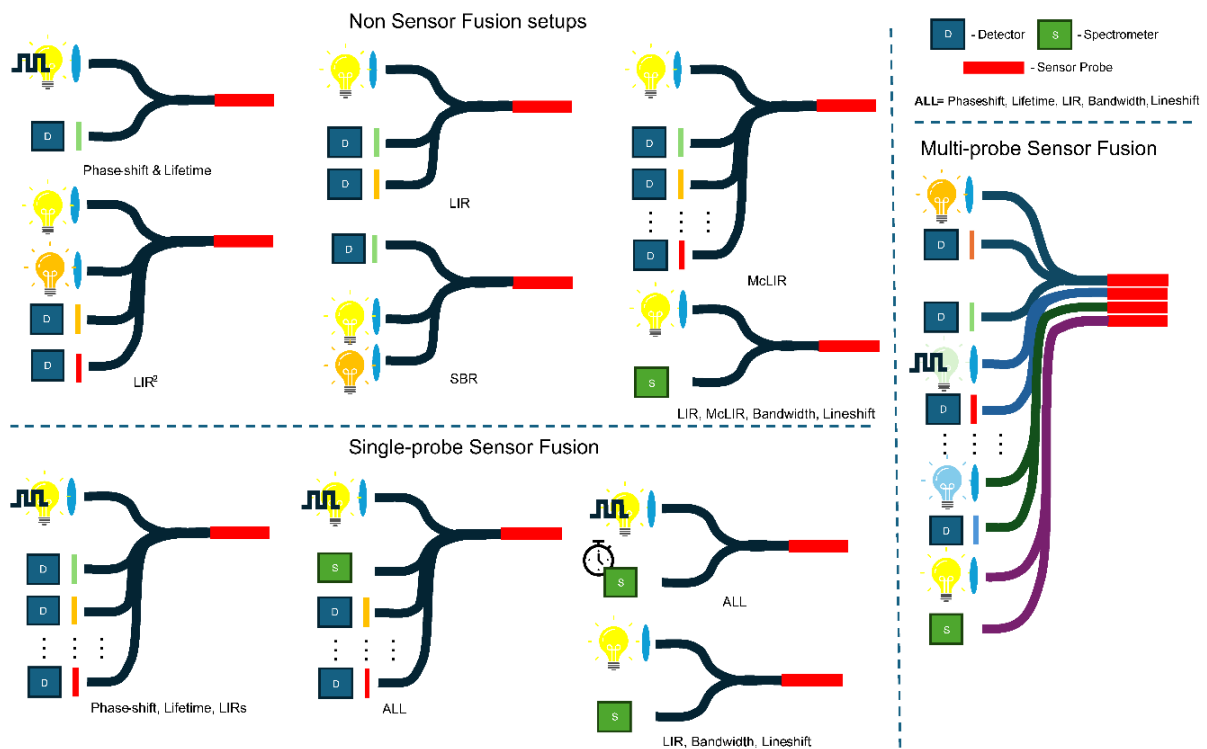 Non Sensor Fusion setups
D
Phase-shift & Lifetime
D
D
LIR
D
D
D
McLIR
D
D
LIR²
D
SBR
S
LIR, McLIR, Bandwidth, Lineshift
D - Detector
S - Spectrometer
- Sensor Probe
ALL= Phaseshift, Lifetime, LIR, Bandwidth, Lineshift
Multi-probe Sensor Fusion
D
D
D
D
S
Single-probe Sensor Fusion
D
D
D
Phase-shift, Lifetime, LIRs
S
D
D
ALL
S
ALL
S
LIR, Bandwidth, Lineshift